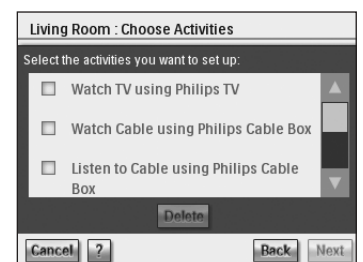 Living Room : Choose Activities
Select the activities you want to set up:
Watch TV using Philips TV
Watch Cable using Philips Cable Box
Listen to Cable using Philips Cable
Box
Delete
Cancel ? Back Next